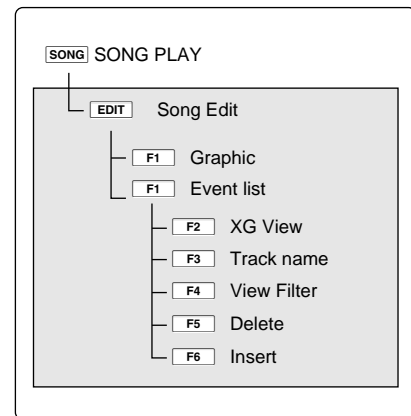 SONG SONG PLAY
EDIT Song Edit
F1 Graphic
F1 Event list
F2 XG View
F3 Track name
F4 View Filter
F5 Delete
F6 Insert